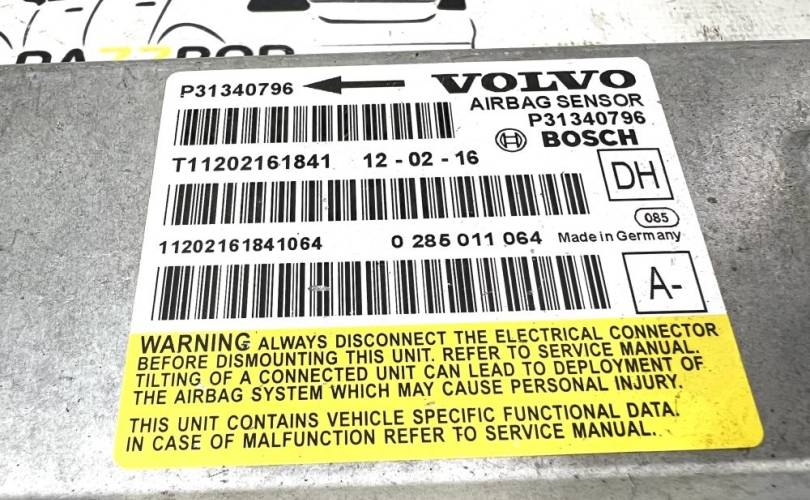 P31340796
VOLVO
AIRBAG SENSOR
P31340796
BOSCH
T11202161841 12-02-16
DH
085
11202161841064 0 285 011 064 Made in Germany
A-
WARNING ALWAYS DISCONNECT THE ELECTRICAL CONNECTOR
BEFORE DISMOUNTING THIS UNIT. REFER TO SERVICE MANUAL.
TILTING OF A CONNECTED UNIT CAN LEAD TO DEPLOYMENT OF
THE AIRBAG SYSTEM WHICH MAY CAUSE PERSONAL INJURY.
THIS UNIT CONTAINS VEHICLE SPECIFIC FUNCTIONAL DATA.
IN CASE OF MALFUNCTION REFER TO SERVICE MANUAL.